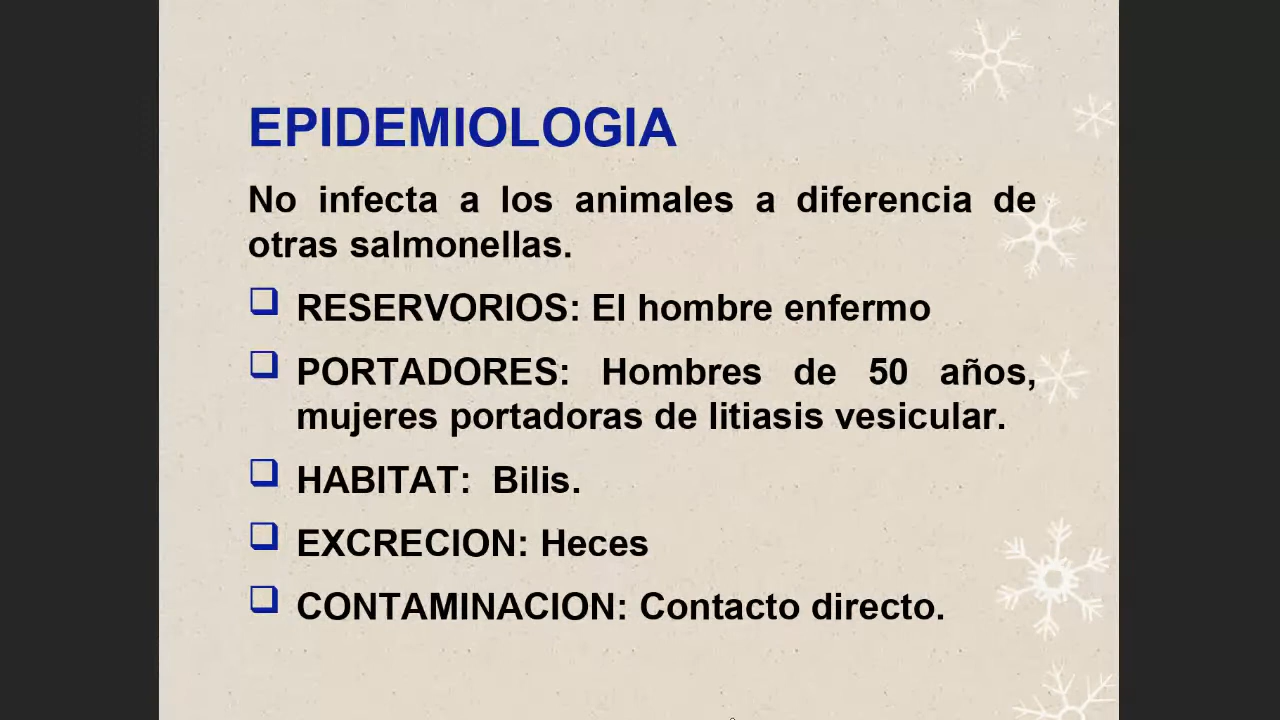 EPIDEMIOLOGIA
No infecta a los animales a diferencia de
otras salmonellas.
RESERVORIOS: El hombre enfermo
PORTADORES: Hombres de 50 años,
mujeres portadoras de litiasis vesicular.
HABITAT: Bilis.
EXCRECION: Heces
CONTAMINACION: Contacto directo.